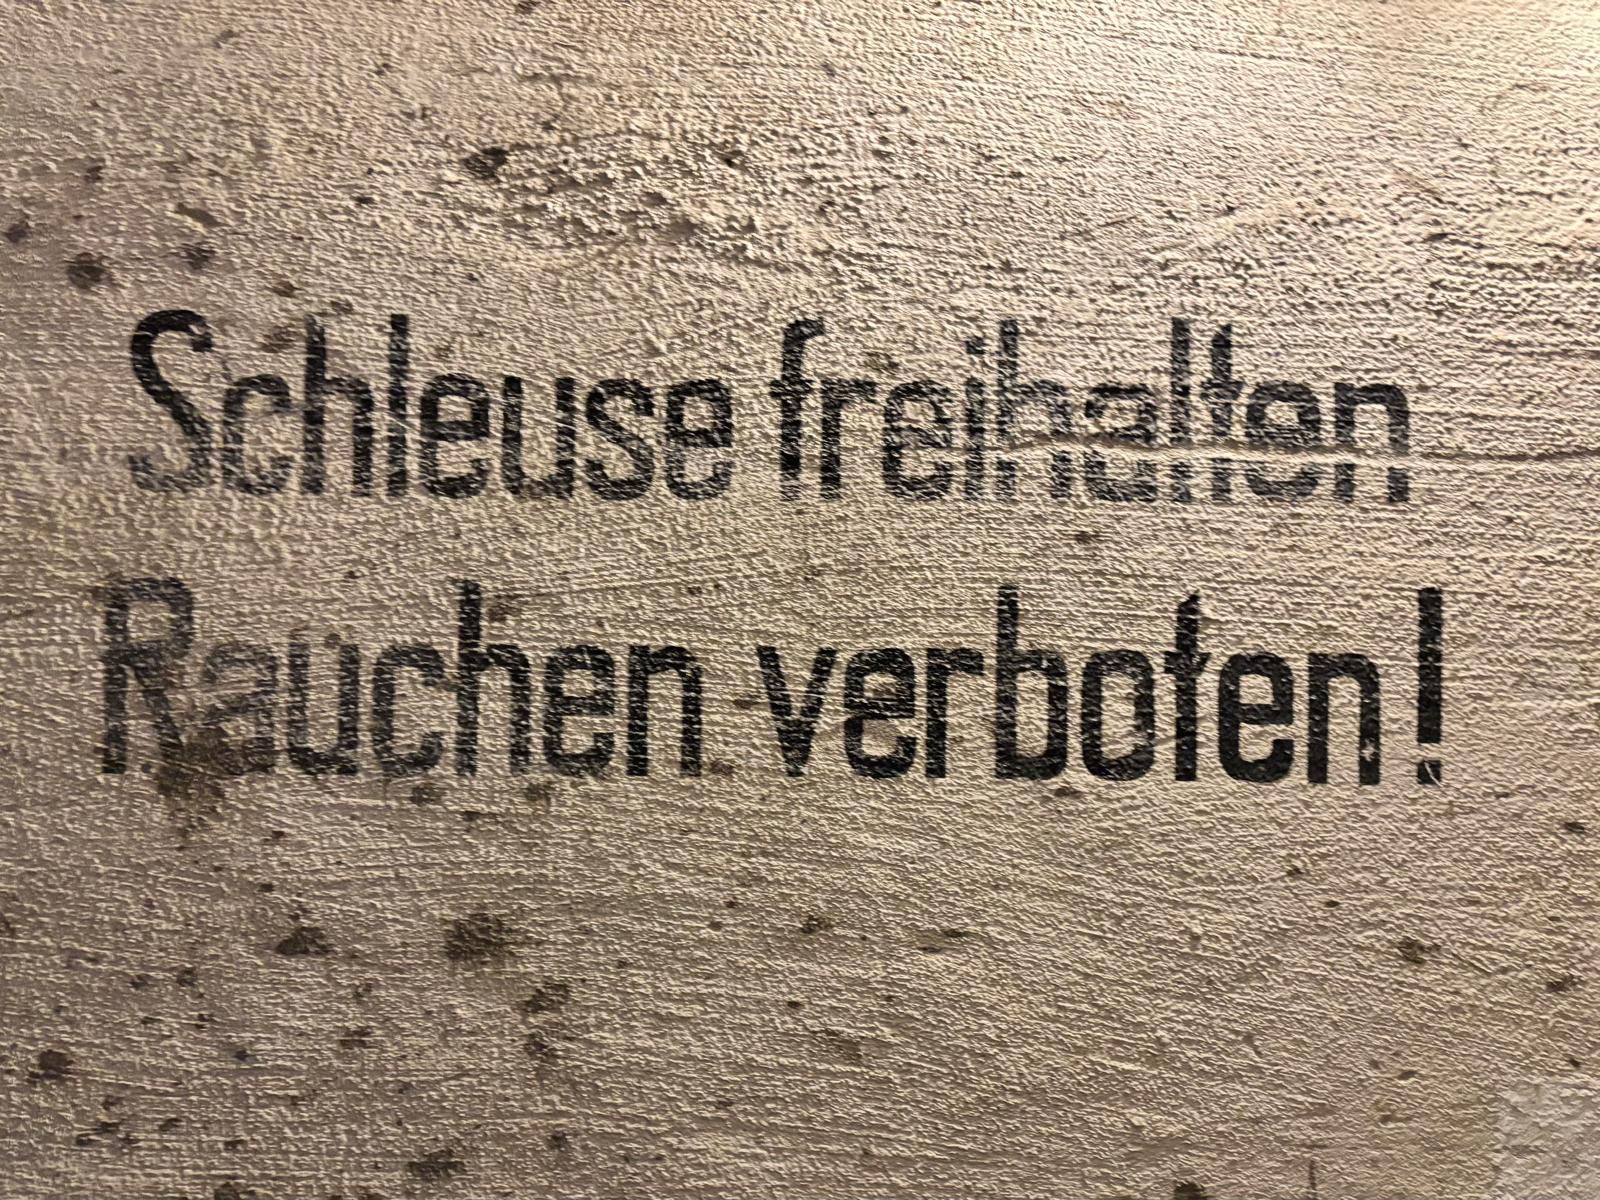 Schleuse freihalten
Rauchen verboten!